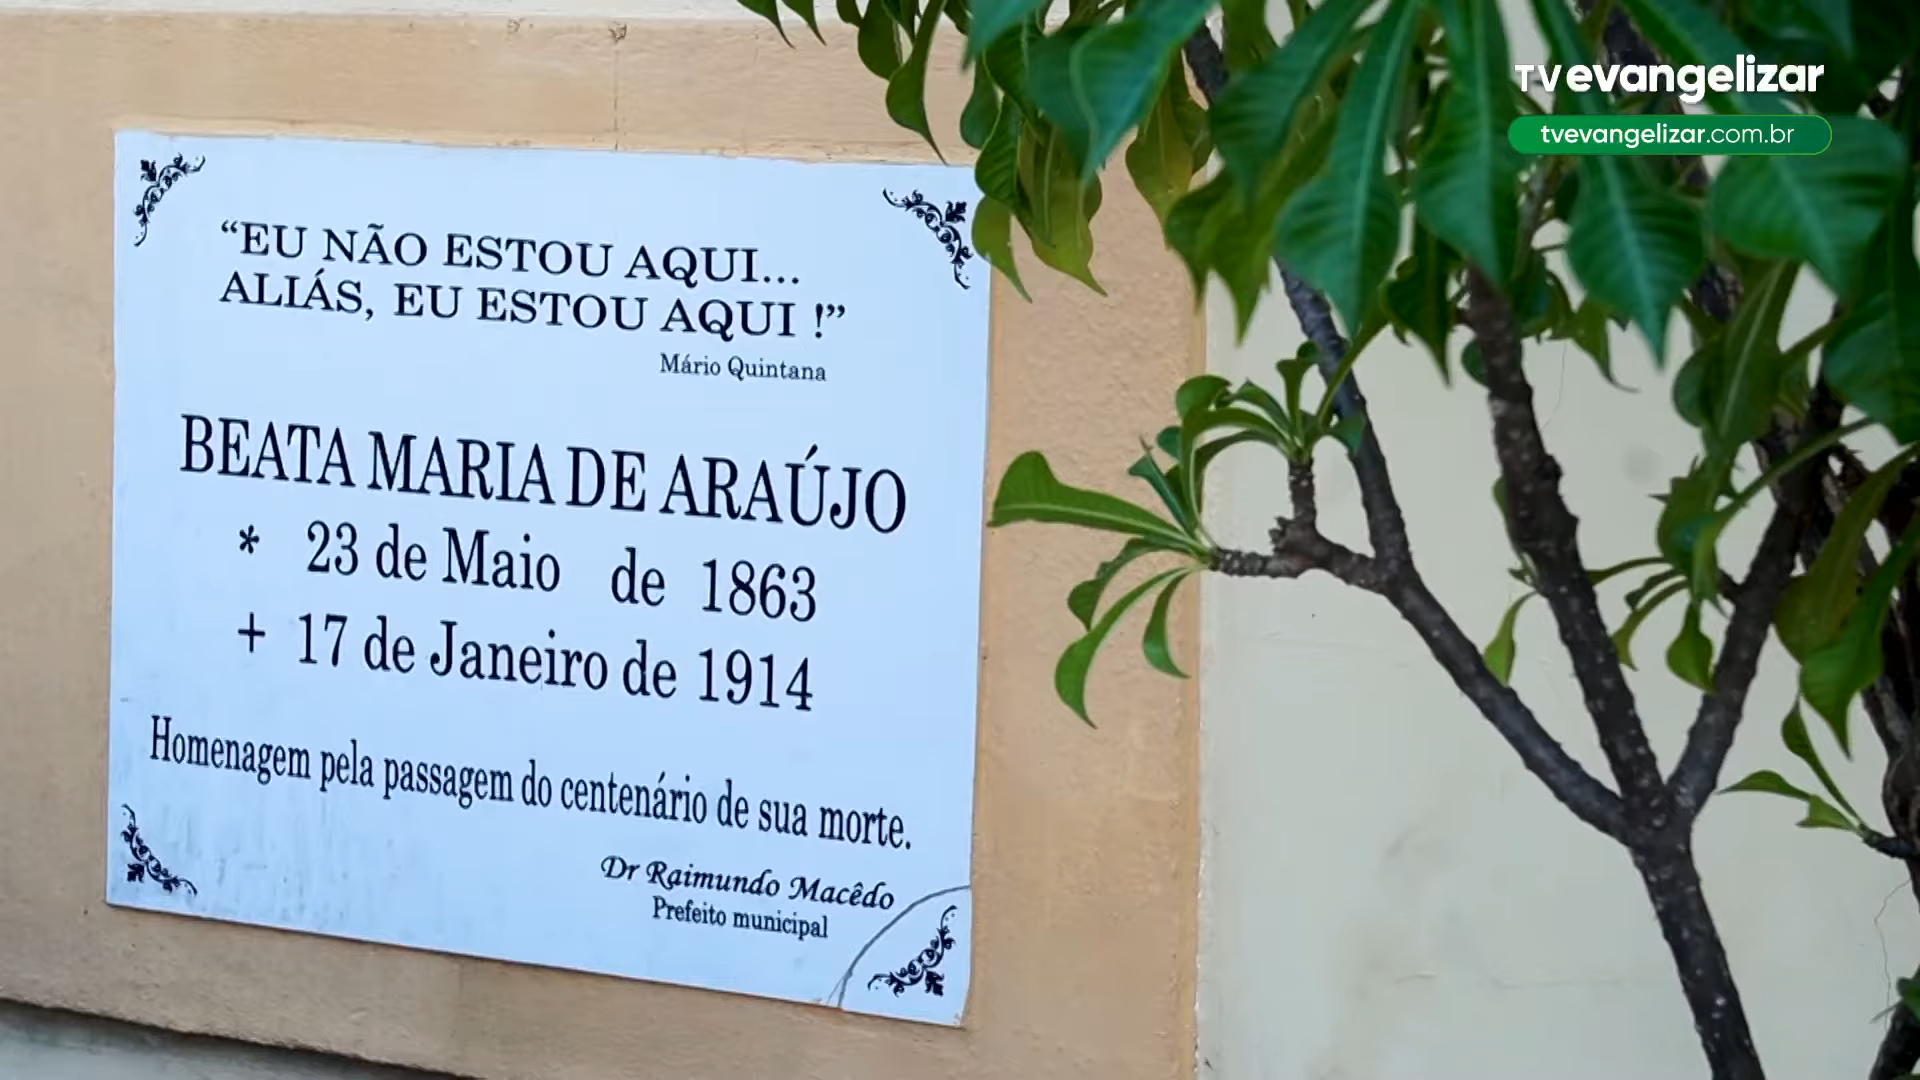 TVevangelizar
tvevangelizar.com.br
“EU NÃO ESTOU AQUI...
ALIÁS, EU ESTOU AQUI !”
Mário Quintana
BEATA MARIA DE ARAÚJO
* 23 de Maio de 1863
+ 17 de Janeiro de 1914
Homenagem pela passagem do centenário de sua morte.
Dr Raimundo Macêdo
Prefeito municipal